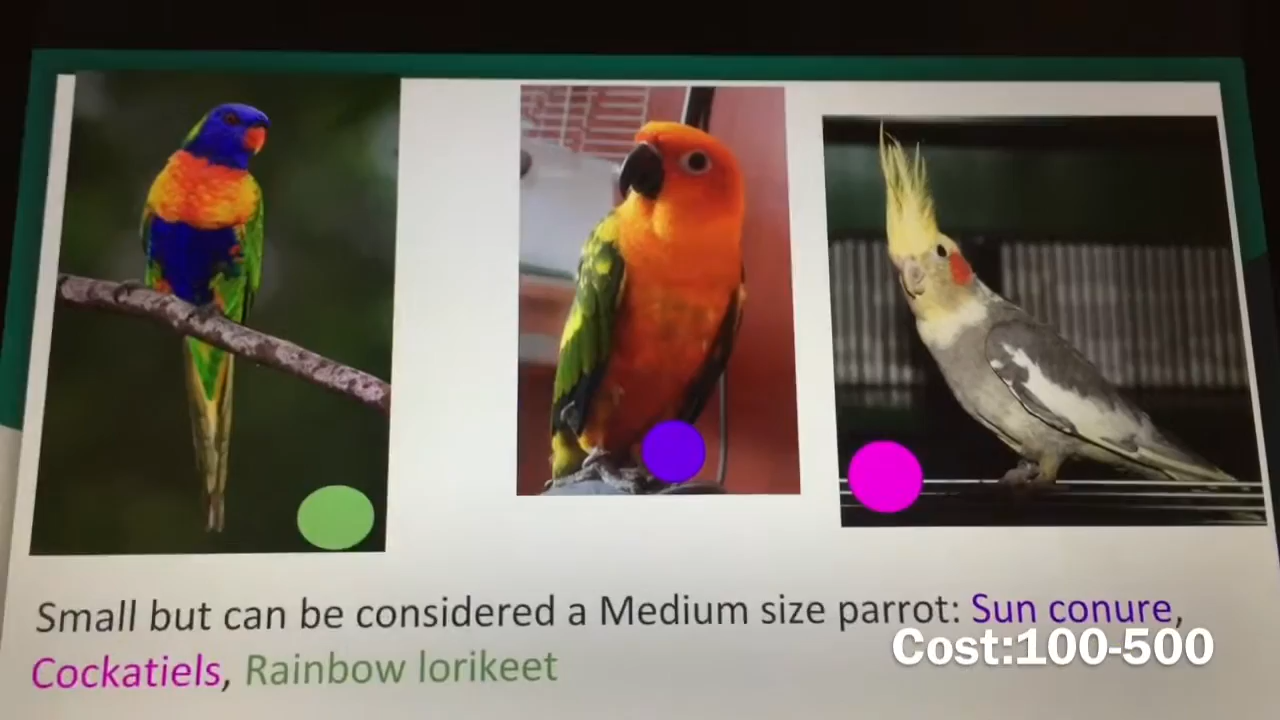 Small but can be considered a Medium size parrot: Sun conure,
Cost:100-500
Cockatiels, Rainbow lorikeet